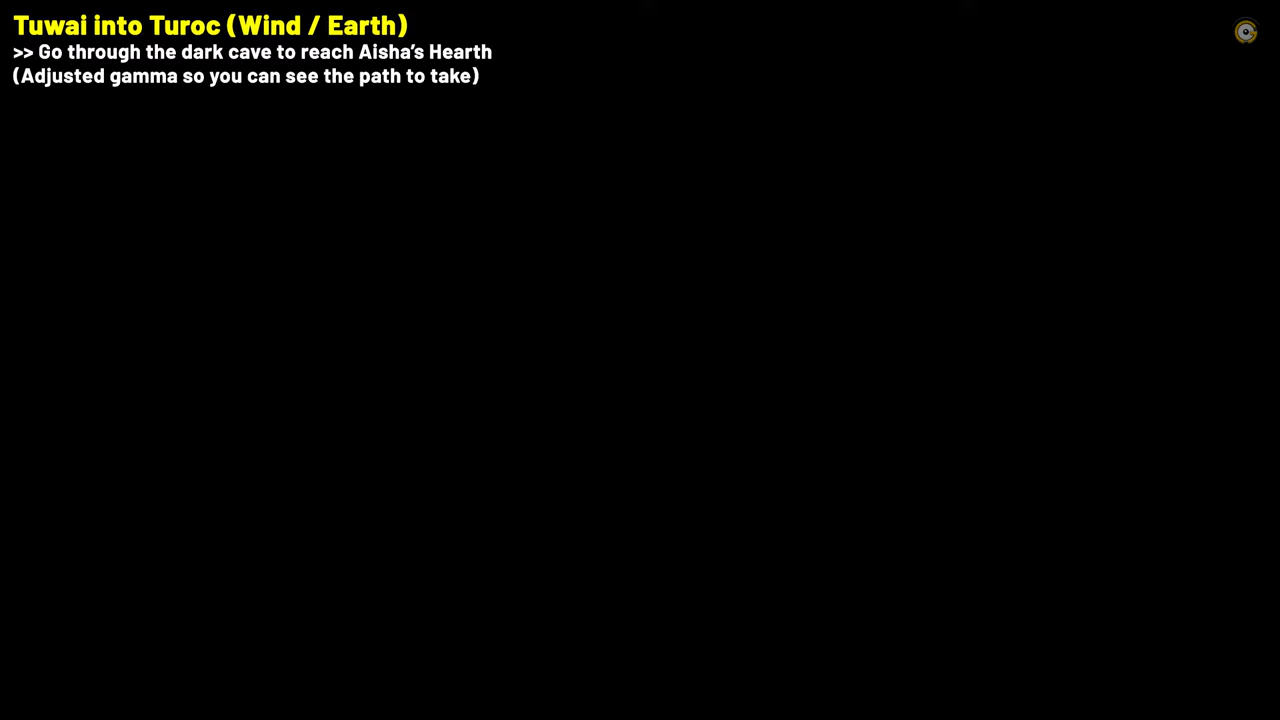 Tuwai into Turoc (Wind / Earth)
>> Go through the dark cave to reach Aisha’s Hearth
(Adjusted gamma so you can see the path to take)